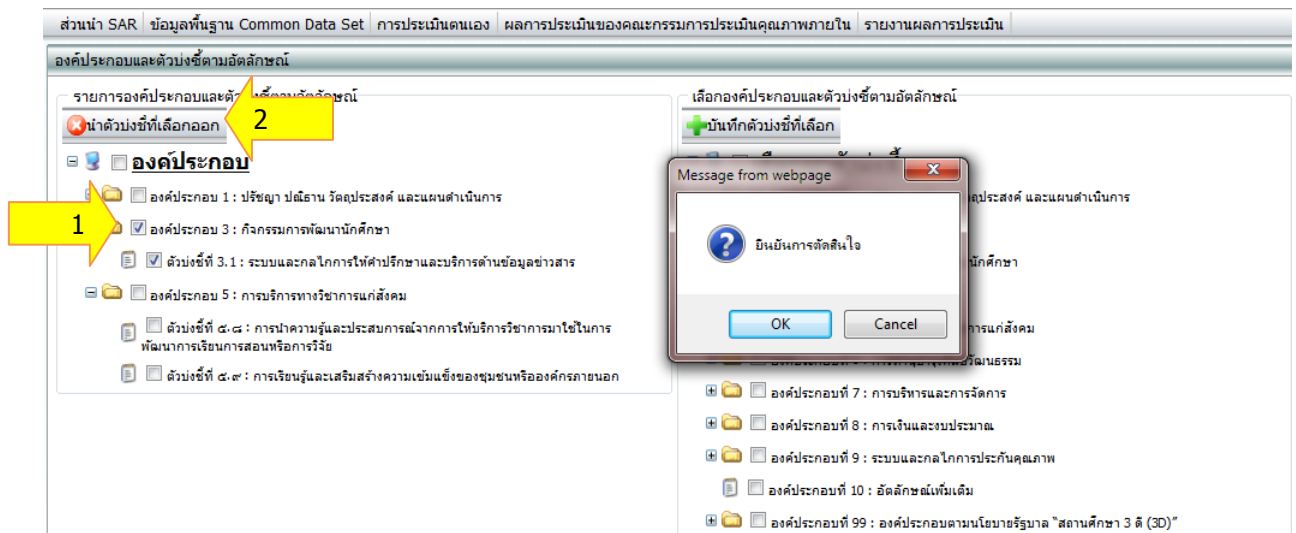 ส่วนนำ SAR ข้อมูลพื้นฐาน Common Data Set การประเมินตนเอง ผลการประเมินของคณะกรรมการประเมินคุณภาพภายใน รายงานผลการประเมิน
องค์ประกอบและตัวบ่งชี้ตามอัตลักษณ์
รายการองค์ประกอบและตัวบ่งชี้ตามอัตลักษณ์
นำตัวบ่งชี้ที่เลือกออก
2
องค์ประกอบ
องค์ประกอบ 1 : ปรัชญา ปณิธาน วัตถุประสงค์ และแผนดำเนินการ
1
องค์ประกอบ 3 : กิจกรรมการพัฒนานักศึกษา
ตัวบ่งชี้ที่ 3.1 : ระบบและกลไกการให้คำปรึกษาและบริการด้านข้อมูลข่าวสาร
องค์ประกอบ 5 : การบริการทางวิชาการแก่สังคม
ตัวบ่งชี้ที่ ๕.๘ : การนำความรู้และประสบการณ์จากการให้บริการวิชาการมาใช้ในการ
พัฒนาการเรียนการสอนหรือการวิจัย
ตัวบ่งชี้ที่ ๕.๙ : การเรียนรู้และเสริมสร้างความเข้มแข็งของชุมชนหรือองค์กรภายนอก
เลือกองค์ประกอบและตัวบ่งชี้ตามอัตลักษณ์
บันทึกตัวบ่งชี้ที่เลือก
Message from webpage
ยืนยันการตัดสินใจ
OK Cancel
และแผนดำเนินการ
นักศึกษา
การแก่สังคม
วัฒนธรรม
องค์ประกอบที่ 7 : การบริหารและการจัดการ
องค์ประกอบที่ 8 : การเงินและงบประมาณ
องค์ประกอบที่ 9 : ระบบและกลไกการประกันคุณภาพ
องค์ประกอบที่ 10 : อัตลักษณ์เพิ่มเติม
องค์ประกอบที่ 99 : องค์ประกอบตามนโยบายรัฐบาล "สถานศึกษา 3 ดี (3D)"